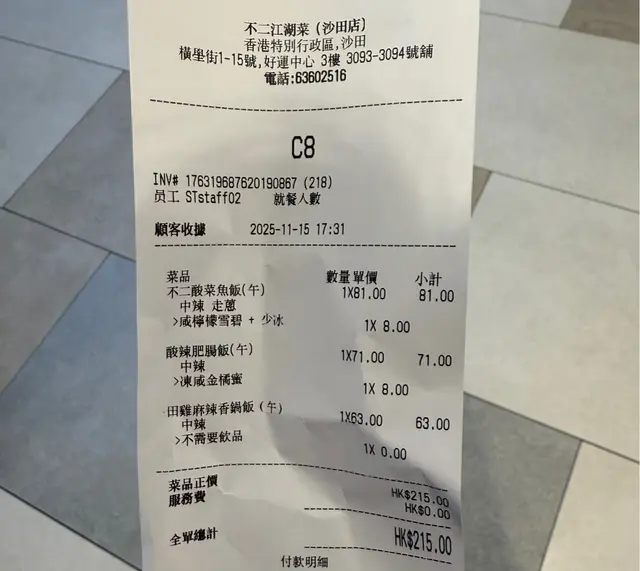 不二江湖菜 (沙田店)
香港特別行政區,沙田
橫壆街1-15號,好運中心 3樓 3093-3094號舖
電話:63602516
C8
INV# 176319687620190867 (218)
员工 STstaff02 就餐人數
顧客收據 2025-11-15 17:31
菜品 數量單價 小計
不二酸菜魚飯(午) 1X81.00 81.00
中辣 走蔥
>咸檸檬雪碧 + 少冰 1X 8.00
酸辣肥腸飯(午) 1X71.00 71.00
中辣
>凍咸金橘蜜 1X 8.00
田雞麻辣香鍋飯 (午) 1X63.00 63.00
中辣
>不需要飲品 1X 0.00
菜品正價 HK$215.00
服務費 HK$0.00
全單總計 HK$215.00
付款明細